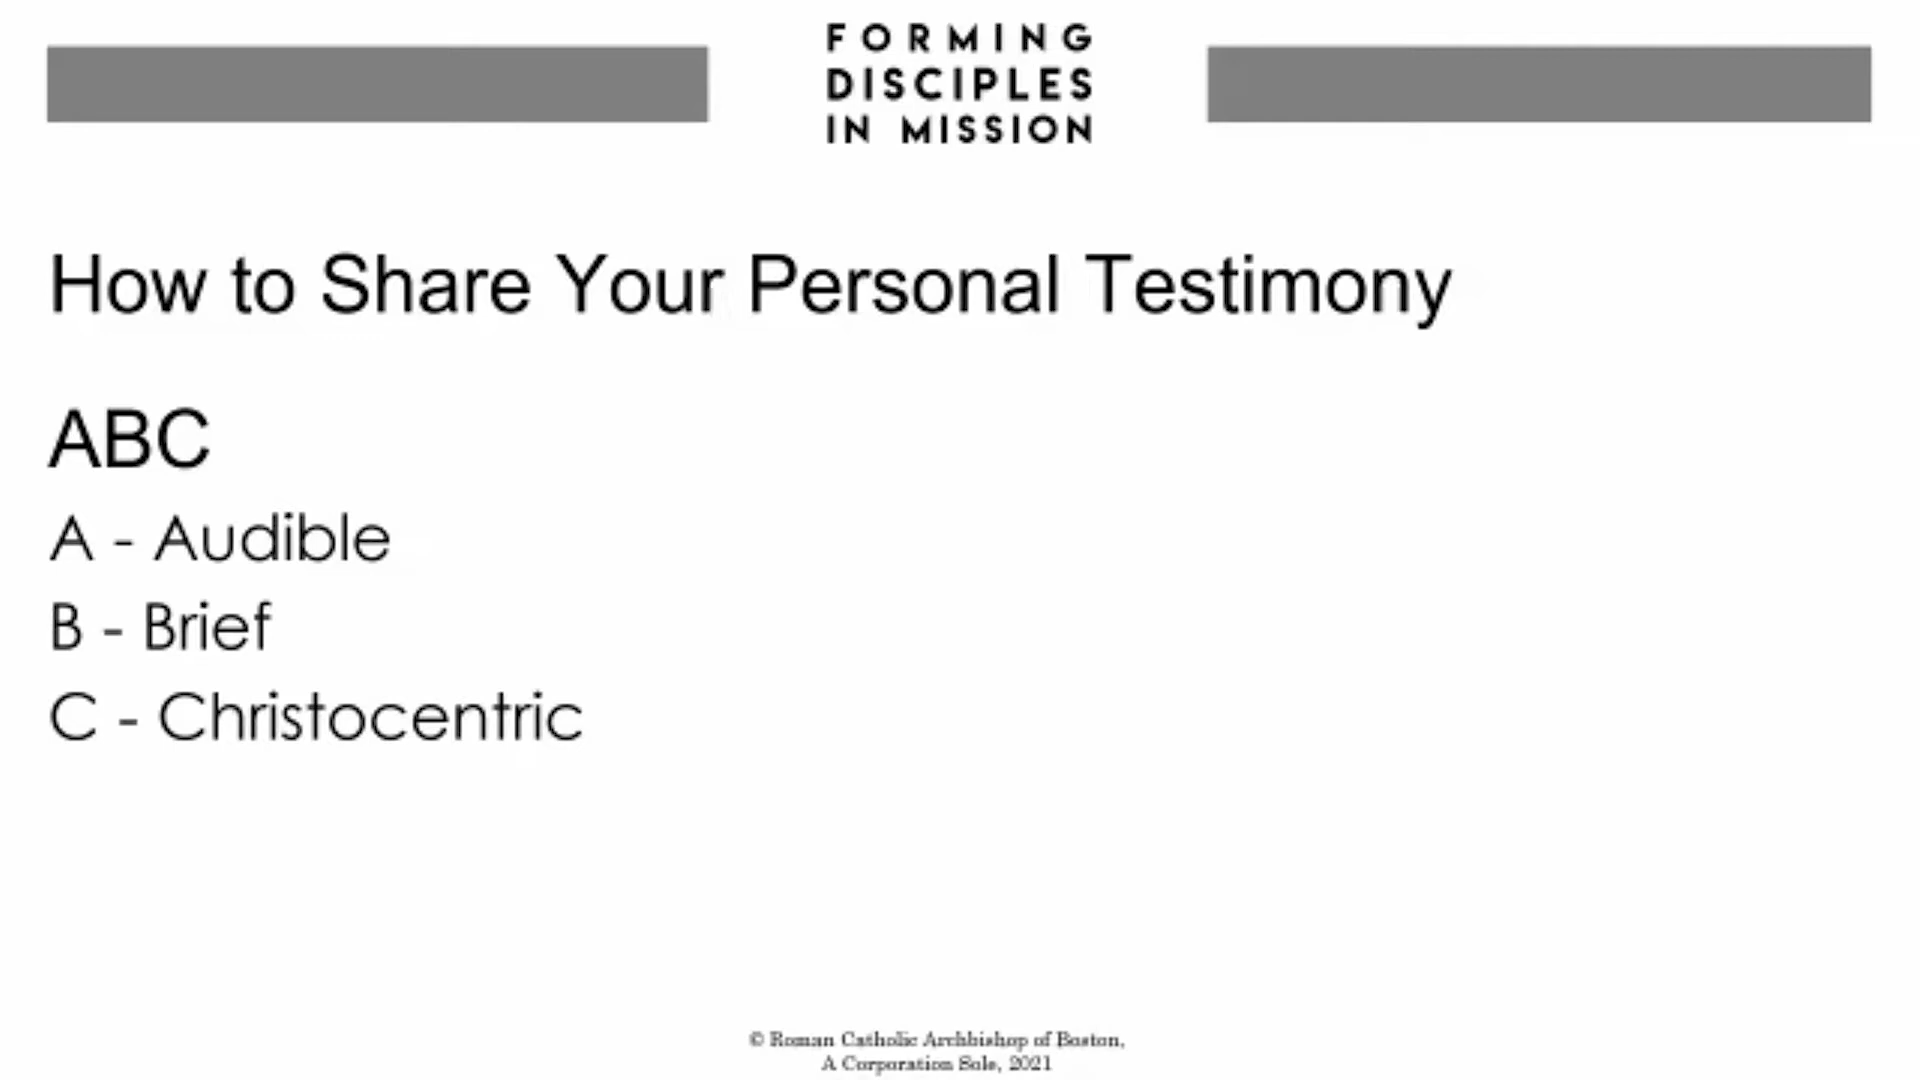 FORMING
DISCIPLES
IN MISSION
How to Share Your Personal Testimony
ABC
A - Audible
B - Brief
C - Christocentric
© Roman Catholic Archbishop of Boston,
A Corporation Sole, 2021